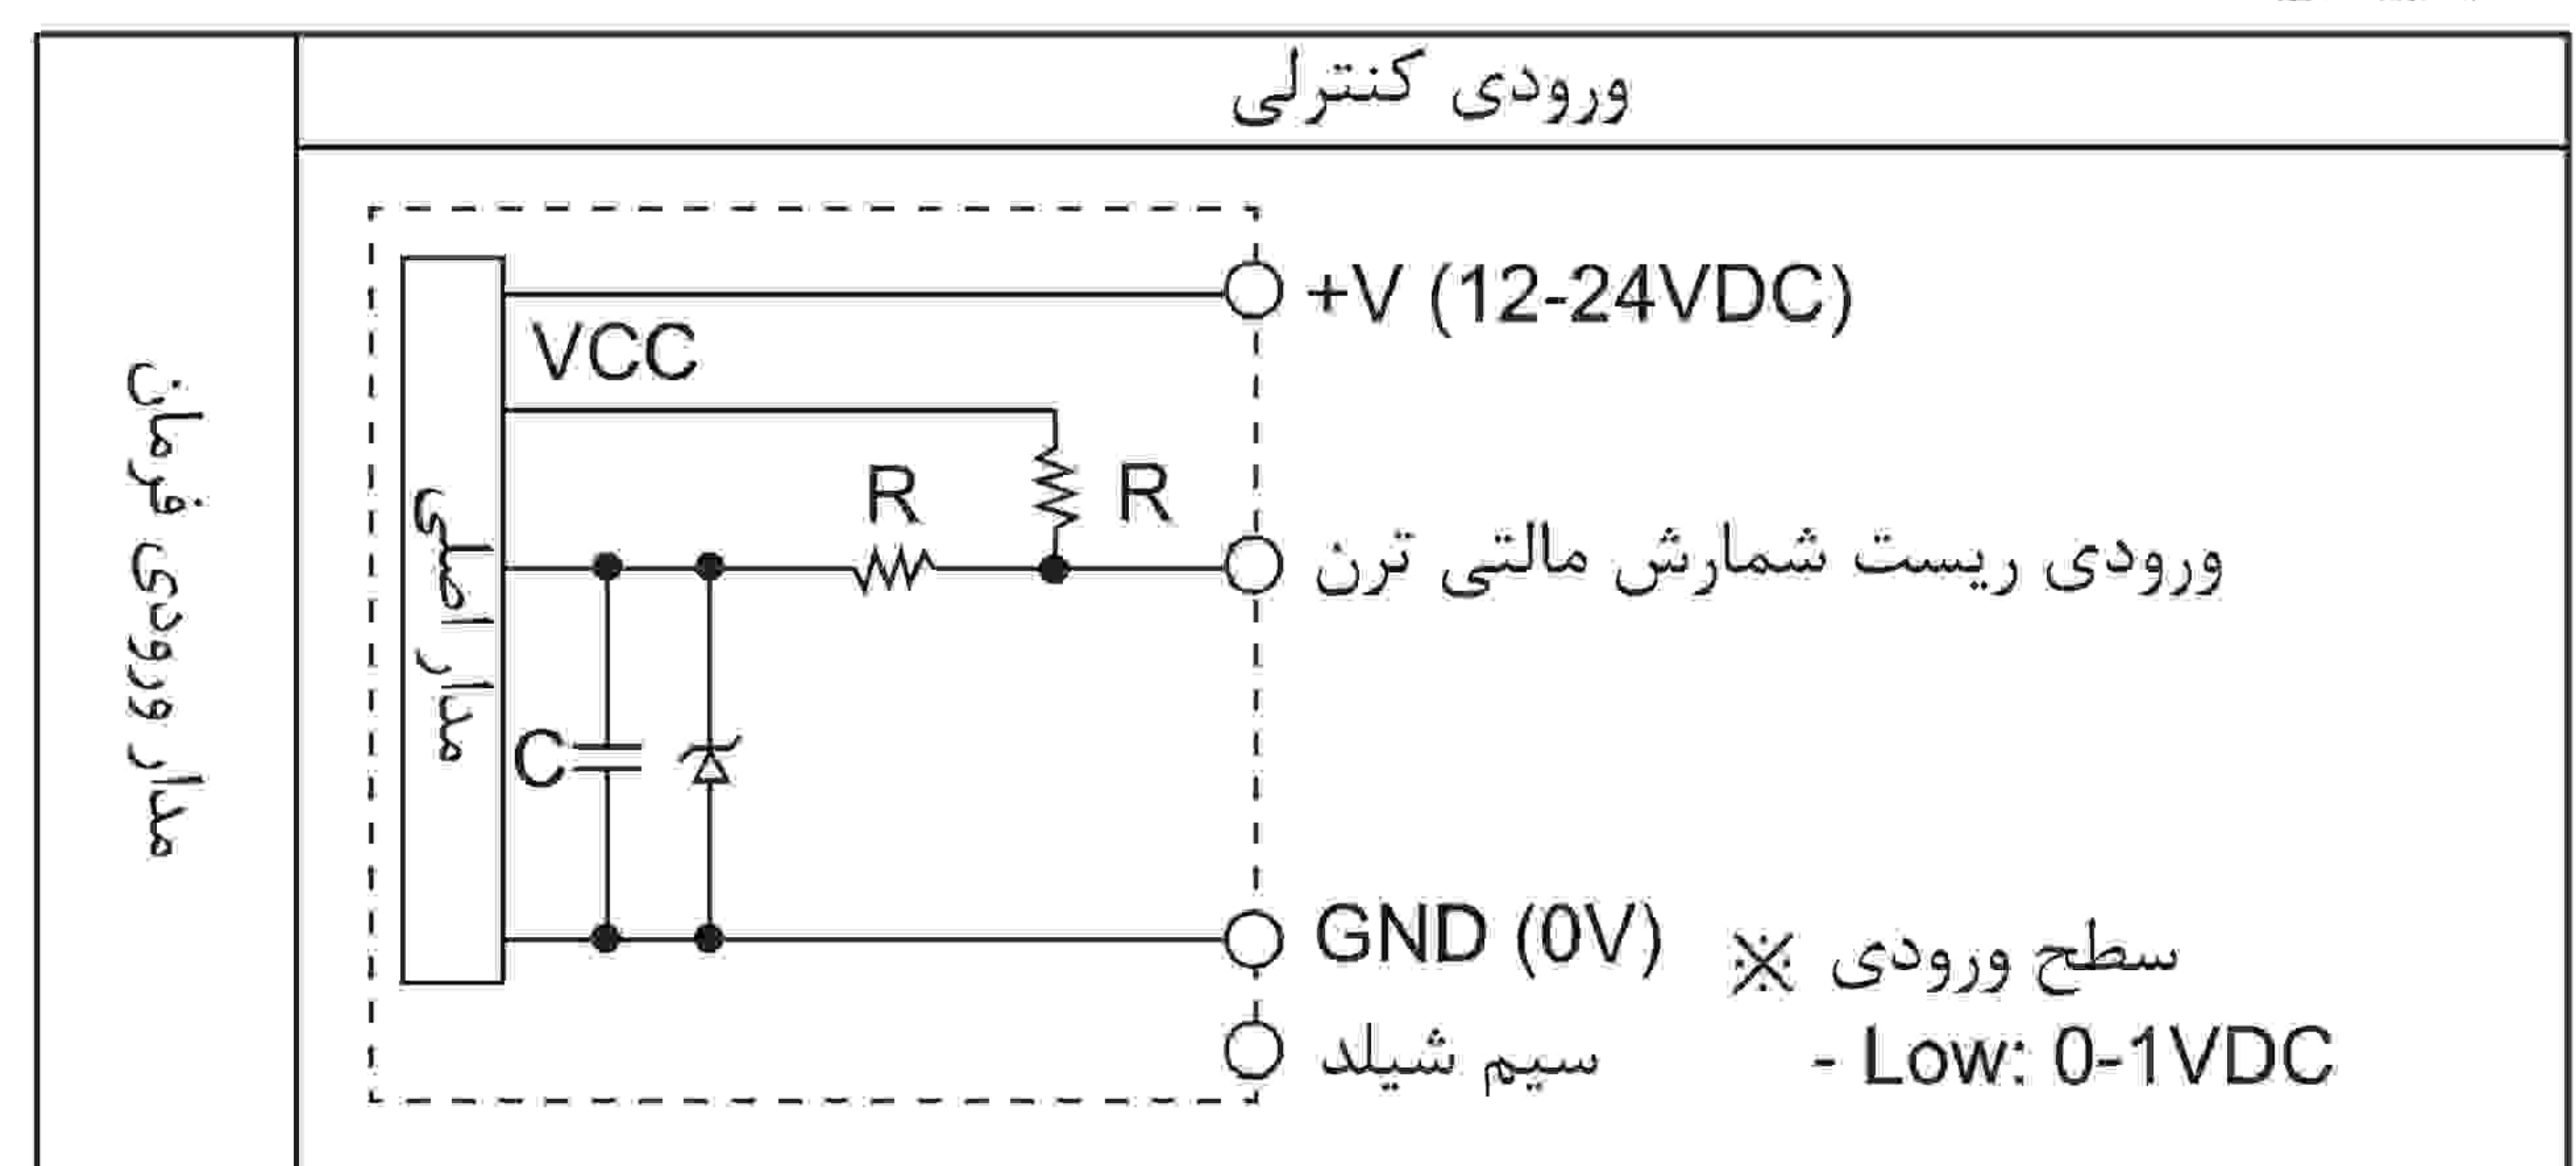 ورودی کنترلی
مدار ورودی فرمان
مدار اصلی
+V (12-24VDC)
VCC
R
R
ورودی ریست شمارش مالتی ترن
C
GND (0V)
※ سطح ورودی
- Low: 0-1VDC
سیم شیلد